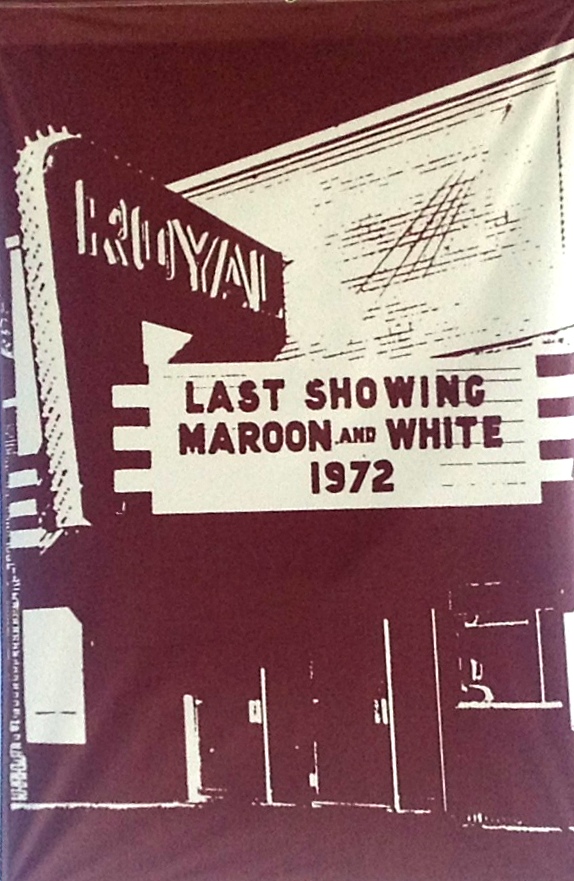 ROYAL
LAST SHOWING
MAROON AND WHITE
1972